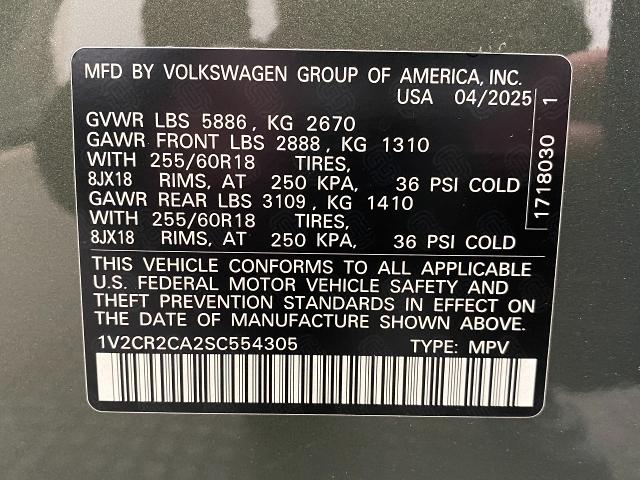 MFD BY VOLKSWAGEN GROUP OF AMERICA, INC.
USA 04/2025
GVWR LBS 5886, KG 2670
GAWR FRONT LBS 2888, KG 1310
WITH 255/60R18 TIRES,
8JX18 RIMS, AT 250 KPA, 36 PSI COLD
GAWR REAR LBS 3109, KG 1410
WITH 255/60R18 TIRES,
8JX18 RIMS, AT 250 KPA, 36 PSI COLD
THIS VEHICLE CONFORMS TO ALL APPLICABLE
U.S. FEDERAL MOTOR VEHICLE SAFETY AND
THEFT PREVENTION STANDARDS IN EFFECT ON
THE DATE OF MANUFACTURE SHOWN ABOVE.
1V2CR2CA2SC554305 TYPE: MPV
1718030 1